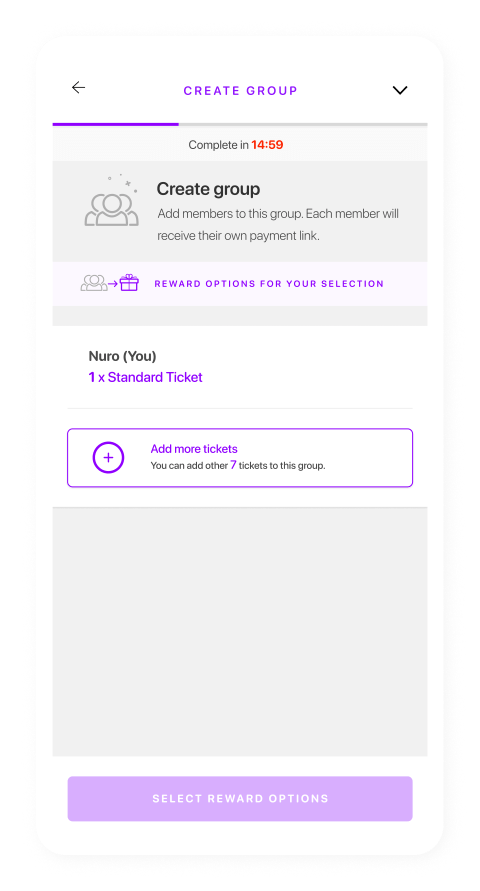 CREATE GROUP
Complete in 14:59
Create group
Add members to this group. Each member will
receive their own payment link.
REWARD OPTIONS FOR YOUR SELECTION
Nuro (You)
1 x Standard Ticket
Add more tickets
You can add other 7 tickets to this group.
SELECT REWARD OPTIONS